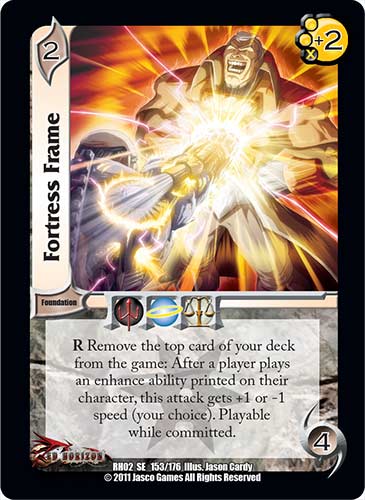 2
+2
X
Fortress Frame
Foundation
R Remove the top card of your deck
from the game: After a player plays
an enhance ability printed on their
character, this attack gets +1 or -1
speed (your choice). Playable
while committed.
RED HORIZON
4
RH02 SE 153/176 Illus. Jason Cardy
© 2011 Jasco Games All Rights Reserved